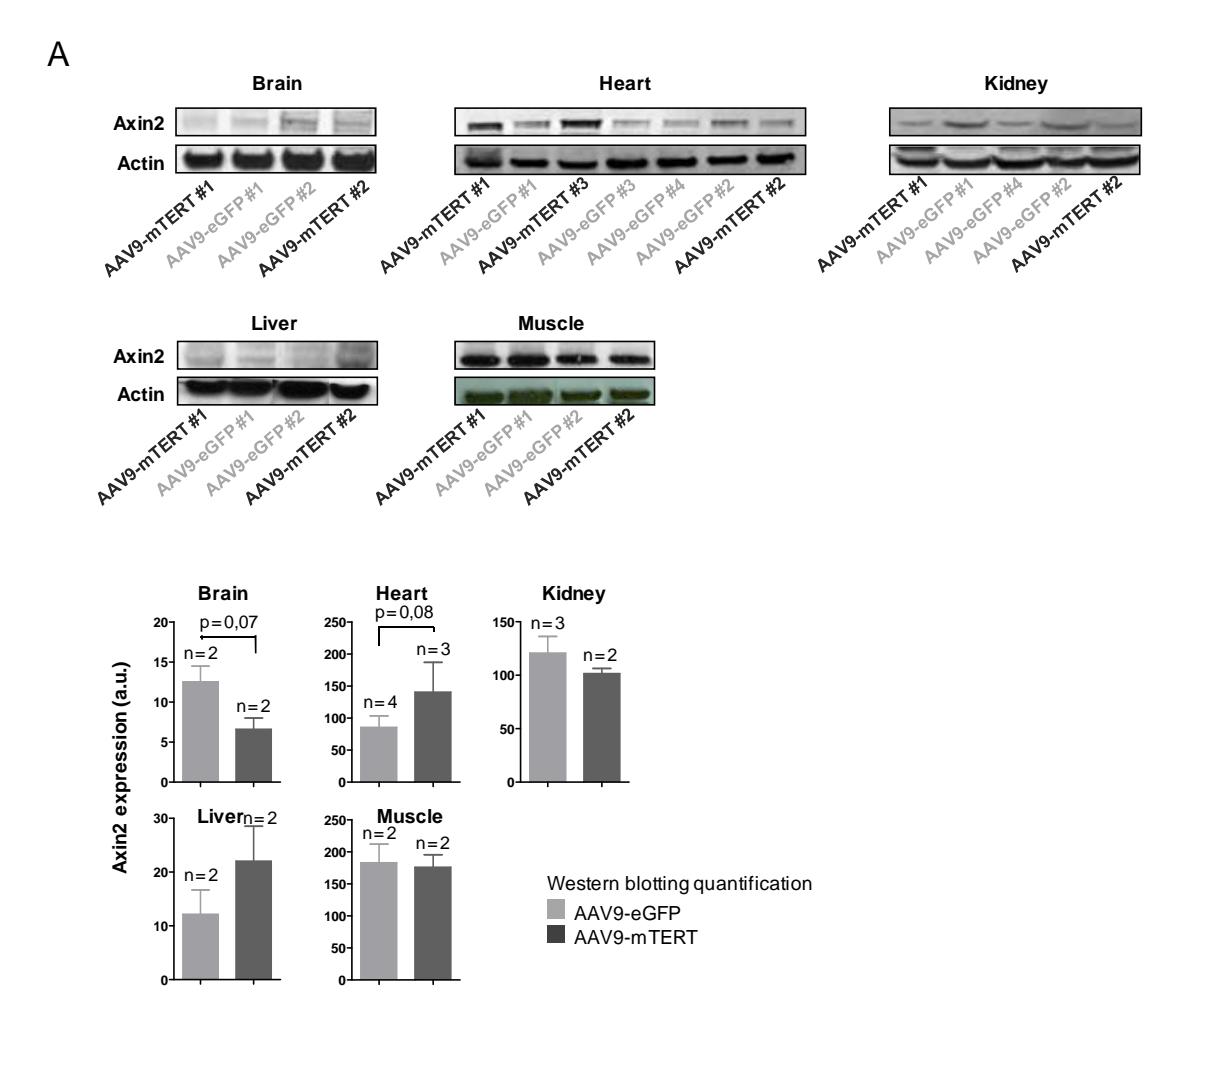 A
Brain
Heart
Kidney
Axin2
Actin
AAV9-mTERT #1
AAV9-eGFP #1
AAV9-eGFP #2
AAV9-mTERT #2
AAV9-mTERT #1
AAV9-eGFP #1
AAV9-mTERT #3
AAV9-eGFP #3
AAV9-eGFP #4
AAV9-eGFP #2
AAV9-mTERT #2
AAV9-mTERT #1
AAV9-eGFP #1
AAV9-eGFP #4
AAV9-eGFP #2
AAV9-mTERT #2
Liver
Muscle
Axin2
Actin
AAV9-mTERT #1
AAV9-eGFP #1
AAV9-eGFP #2
AAV9-mTERT #2
AAV9-mTERT #1
AAV9-eGFP #1
AAV9-eGFP #2
AAV9-mTERT #2
Axin2 expression (a.u.)
Brain
p=0,07
20
15
10
5
0
n=2
n=2
Heart
p=0,08
250
200
150
100
50
0
n=4
n=3
Kidney
150
100
50
0
n=3
n=2
Liver
30
20
10
0
n=2
n=2
Muscle
250
200
150
100
50
0
n=2
n=2
Western blotting quantification
AAV9-eGFP
AAV9-mTERT